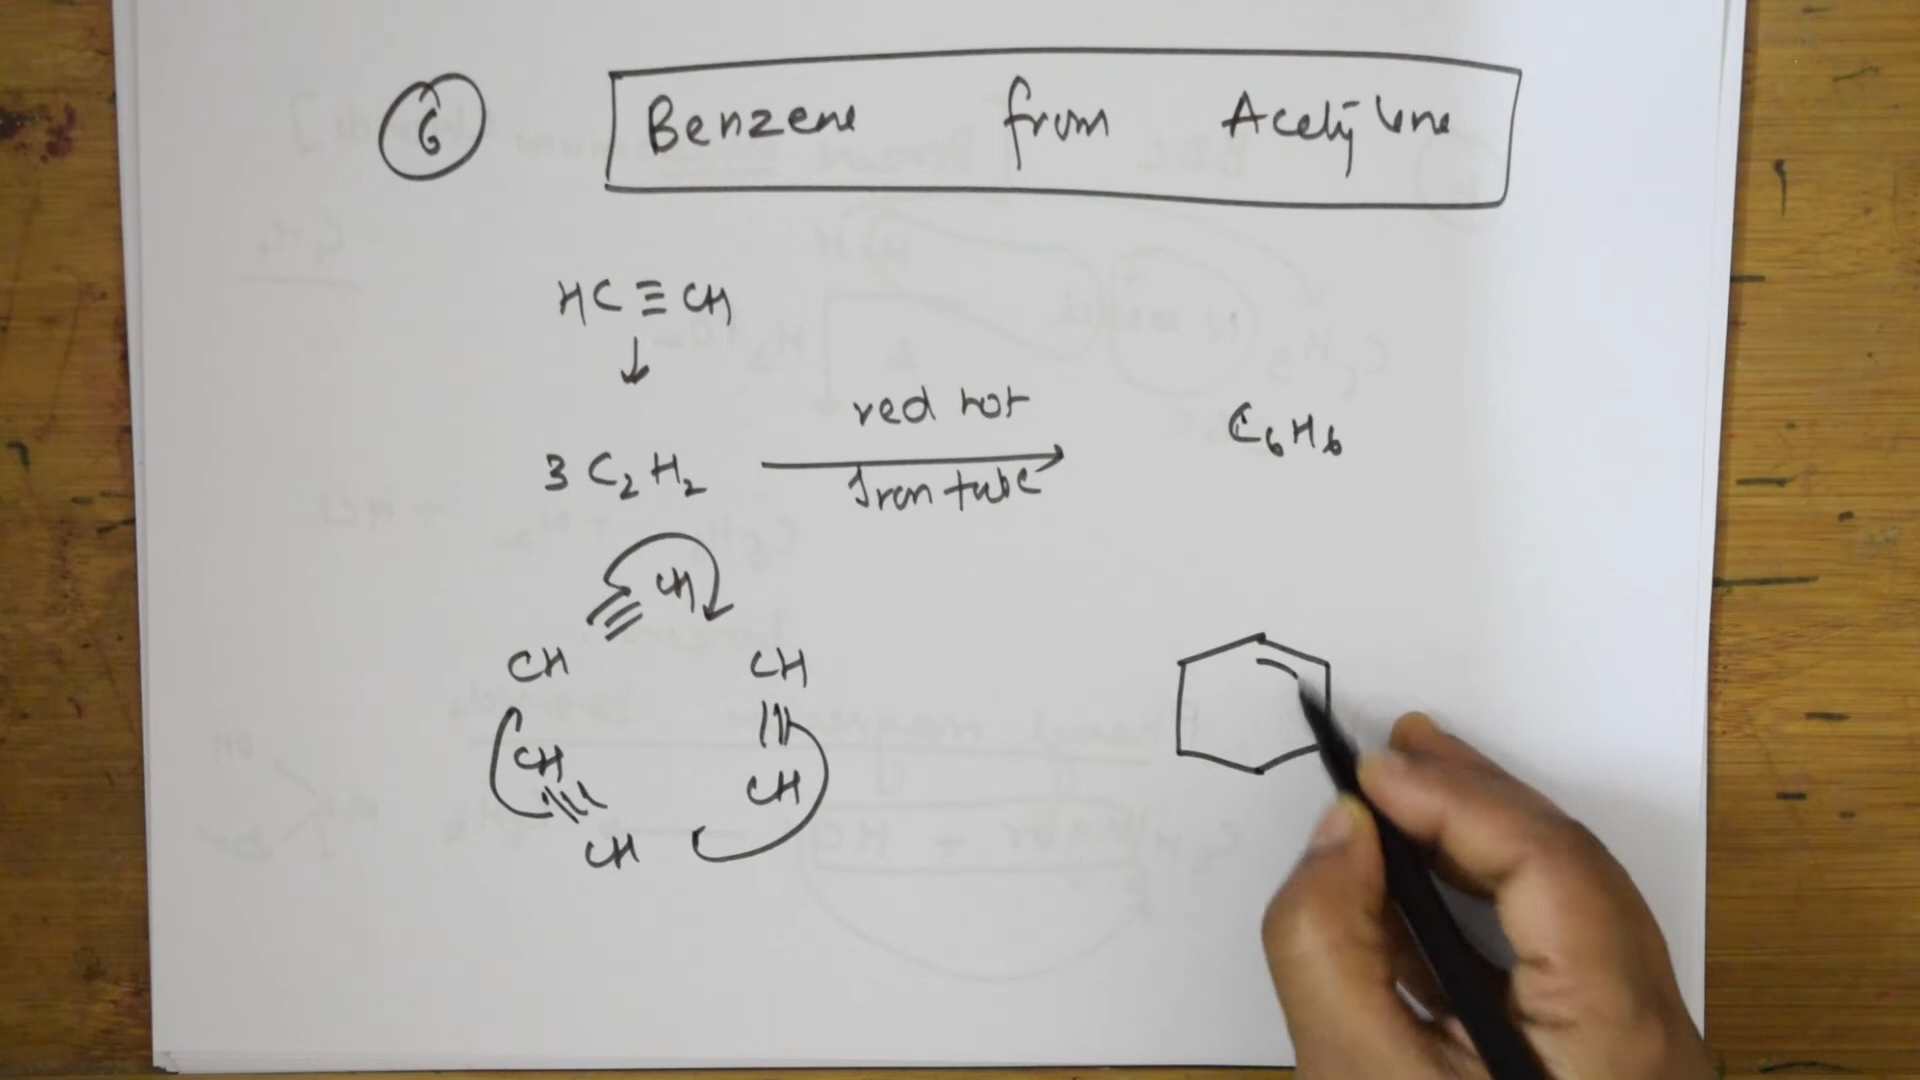 6 Benzene from Acetylene
HC≡CH
↓
red hot
3 C₂H₂ → C₆H₆
Iron tube
CH
CH CH
CH CH
CH